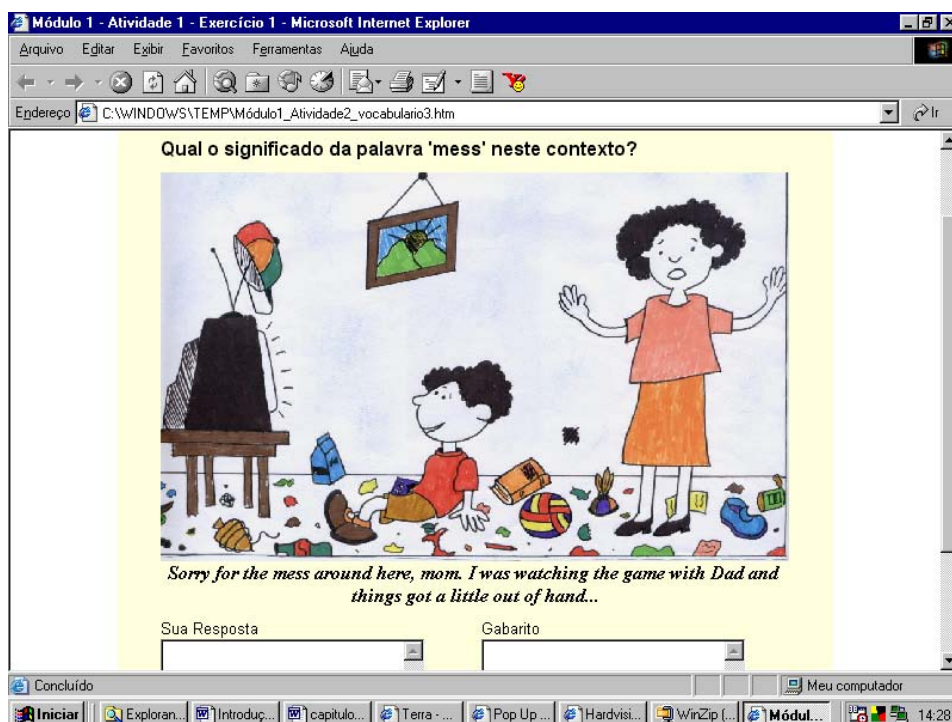 Módulo 1 - Atividade 1 - Exercício 1 - Microsoft Internet Explorer
Arquivo Editar Exibir Favoritos Ferramentas Ajuda
Endereço C:\WINDOWS\TEMP\Módulo1_Atividade2_vocabulario3.htm Ir
Qual o significado da palavra 'mess' neste contexto?
Sorry for the mess around here, mom. I was watching the game with Dad and
things got a little out of hand...
Sua Resposta Gabarito
Concluído Meu computador
Iniciar Exploran... Introduç... capitulo... Terra - ... Pop Up ... Hardvisi... WinZip (... Módul...